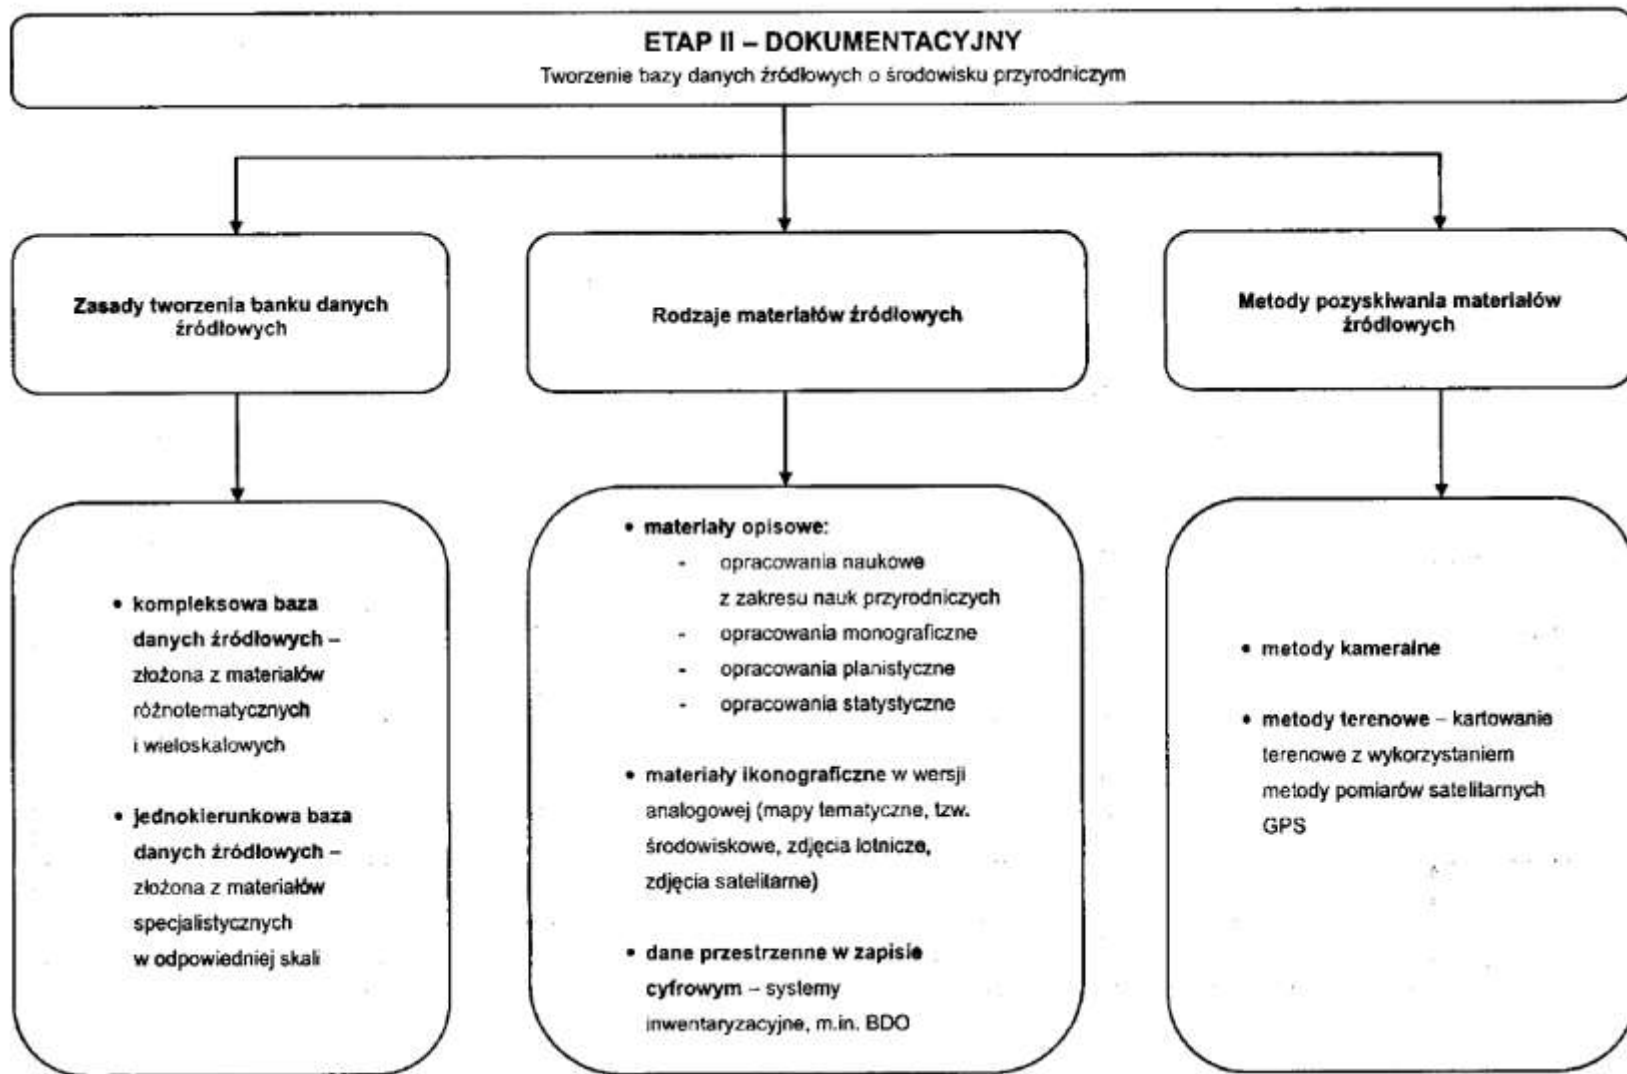 ETAP II – DOKUMENTACYJNY
Tworzenie bazy danych źródłowych o środowisku przyrodniczym
Zasady tworzenia banku danych
źródłowych
Rodzaje materiałów źródłowych
Metody pozyskiwania materiałów
źródłowych
• kompleksowa baza
danych źródłowych –
złożona z materiałów
różnotematycznych
i wieloskalowych
• jednokierunkowa baza
danych źródłowych –
złożona z materiałów
specjalistycznych
w odpowiedniej skali
• materiały opisowe:
- opracowania naukowe
z zakresu nauk przyrodniczych
- opracowania monograficzne
- opracowania planistyczne
- opracowania statystyczne
• materiały ikonograficzne w wersji
analogowej (mapy tematyczne, tzw.
środowiskowe, zdjęcia lotnicze,
zdjęcia satelitarne)
• dane przestrzenne w zapisie
cyfrowym – systemy
inwentaryzacyjne, m.in. BDO
• metody kameralne
• metody terenowe – kartowanie
terenowe z wykorzystaniem
metody pomiarów satelitarnych
GPS